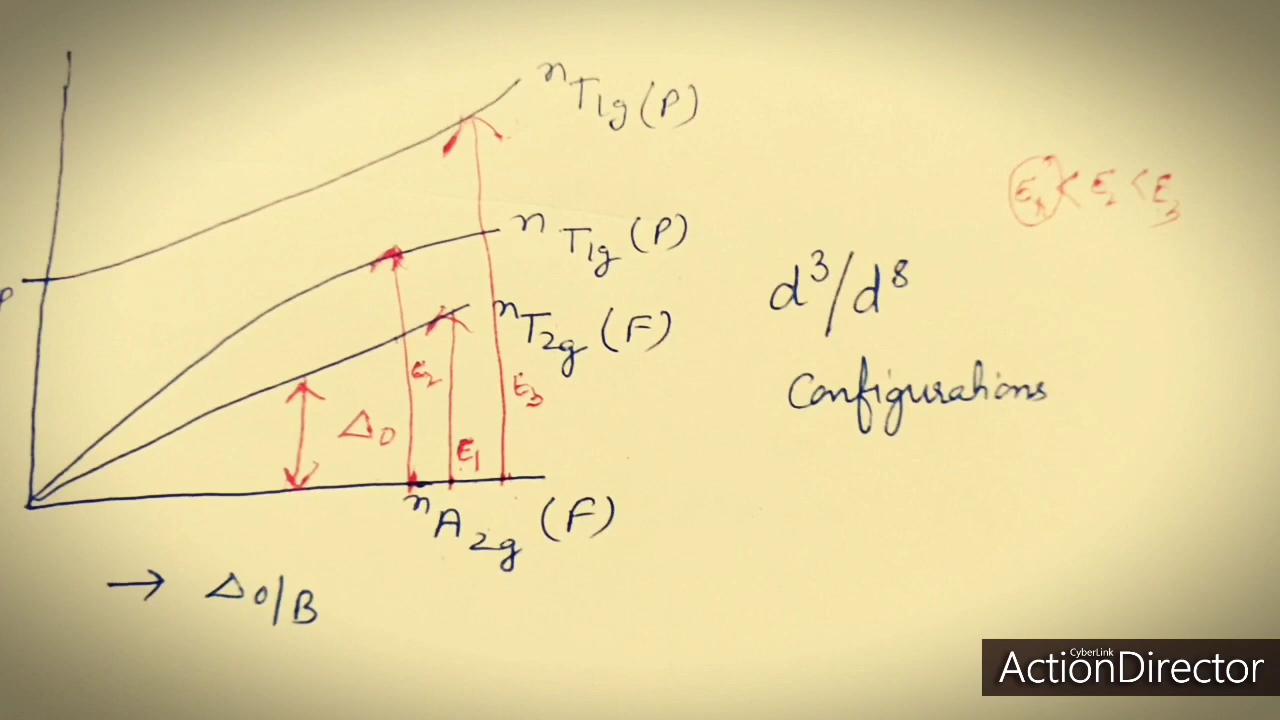 nT1g (P)
E1 < E2 < E3
nT1g (P)
P
d3/d8
nT2g (F)
Configurations
E2
E3
Δ0
E1
nA2g (F)
→ Δ0/B
CyberLink
ActionDirector